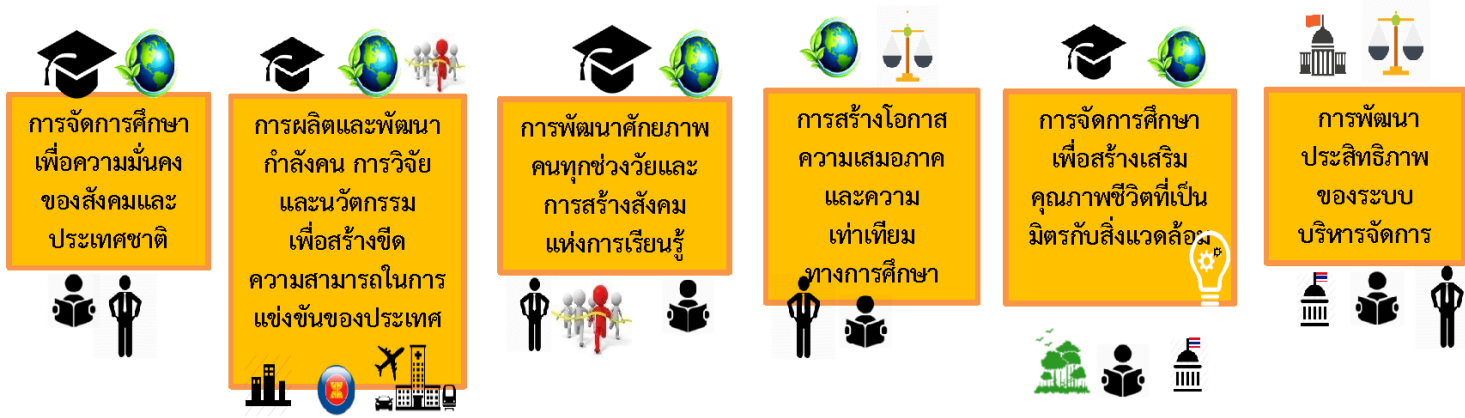 การจัดการศึกษา
เพื่อความมั่นคง
ของสังคมและ
ประเทศชาติ
การผลิตและพัฒนา
กำลังคน การวิจัย
และนวัตกรรม
เพื่อสร้างขีด
ความสามารถในการ
แข่งขันของประเทศ
การพัฒนาศักยภาพ
คนทุกช่วงวัยและ
การสร้างสังคม
แห่งการเรียนรู้
การสร้างโอกาส
ความเสมอภาค
และความ
เท่าเทียม
ทางการศึกษา
การจัดการศึกษา
เพื่อสร้างเสริม
คุณภาพชีวิตที่เป็น
มิตรกับสิ่งแวดล้อม
การพัฒนา
ประสิทธิภาพ
ของระบบ
บริหารจัดการ